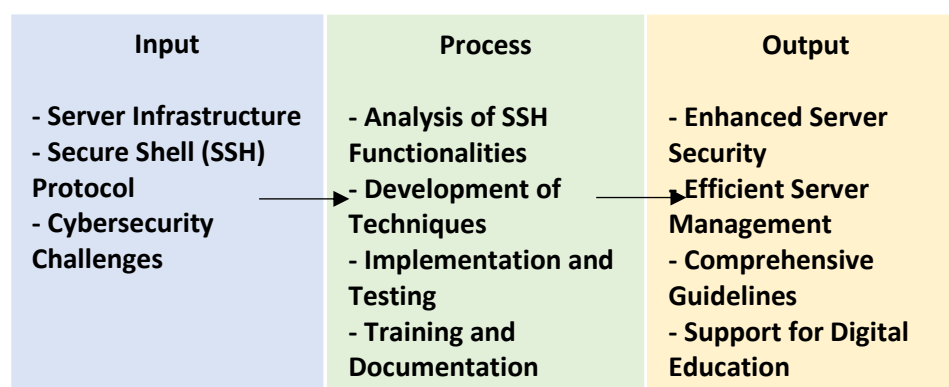 Input
- Server Infrastructure
- Secure Shell (SSH)
Protocol
- Cybersecurity
Challenges
Process
- Analysis of SSH
Functionalities
- Development of
Techniques
- Implementation and
Testing
- Training and
Documentation
Output
- Enhanced Server
Security
- Efficient Server
Management
- Comprehensive
Guidelines
- Support for Digital
Education